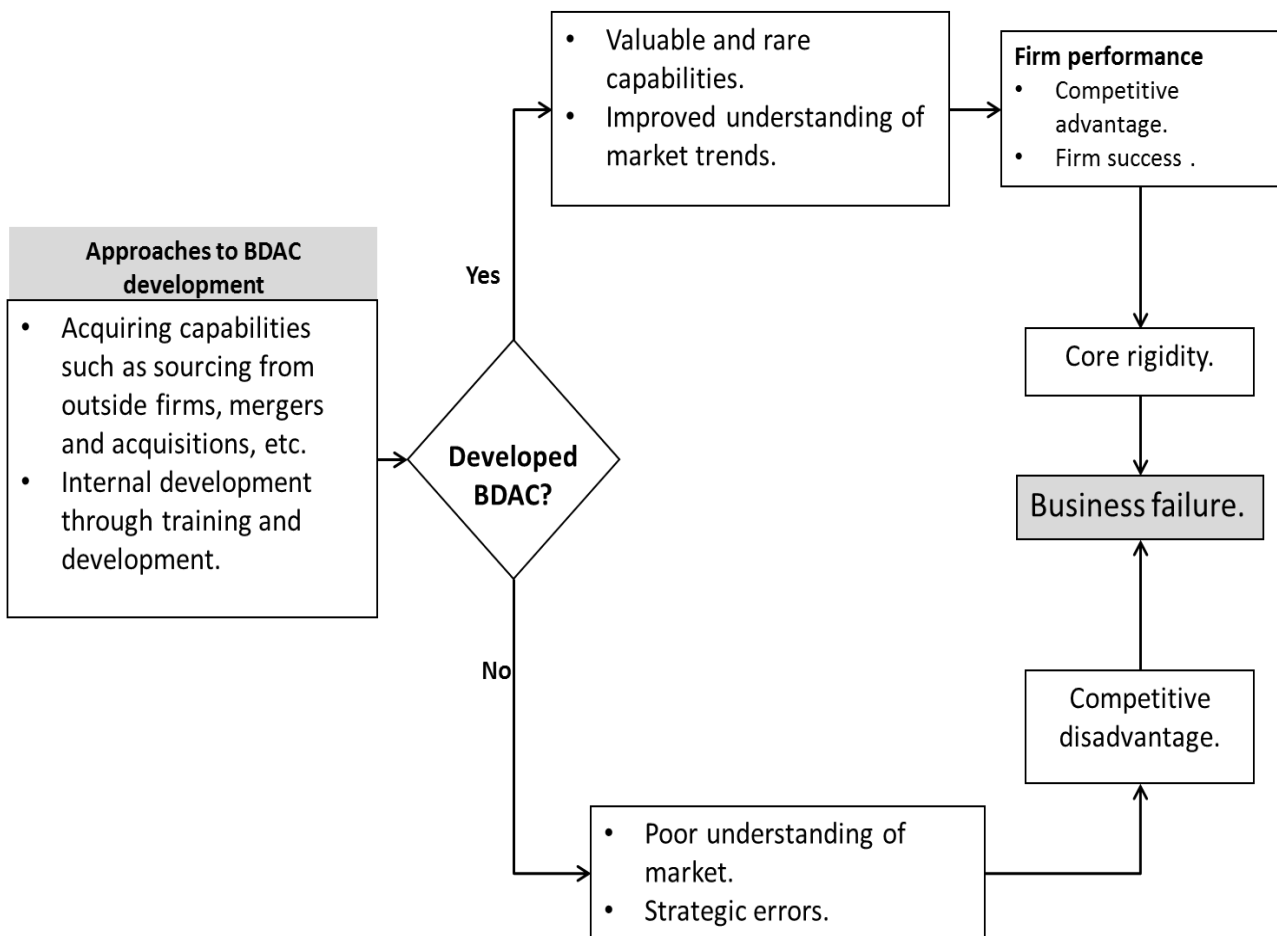 Approaches to BDAC
development
• Acquiring capabilities
such as sourcing from
outside firms, mergers
and acquisitions, etc.
• Internal development
through training and
development.
Developed
BDAC?
Yes
• Valuable and rare
capabilities.
• Improved understanding of
market trends.
Firm performance
• Competitive
advantage.
• Firm success .
Core rigidity.
Business failure.
No
• Poor understanding of
market.
• Strategic errors.
Competitive
disadvantage.